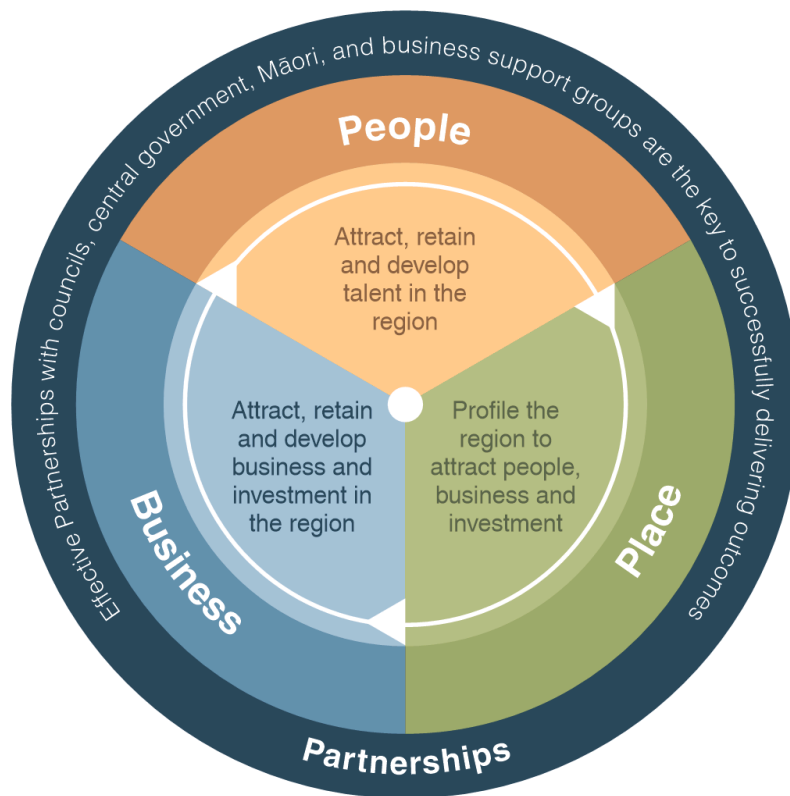 Effective Partnerships with councils, central government, Māori, and business support groups are the key to successfully delivering outcomes
People
Attract, retain
and develop
talent in the
region
Attract, retain
and develop
business and
investment in
the region
Business
Profile the
region to
attract people,
business and
investment
Place
Partnerships